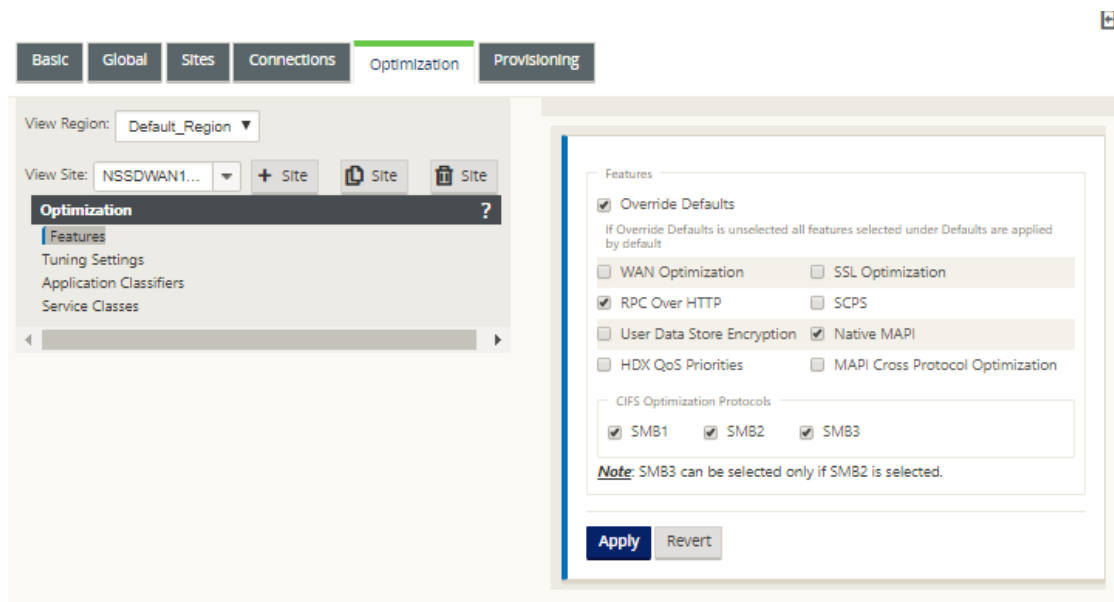 Basic Global Sites Connections Optimization Provisioning
View Region: Default_Region
View Site: NSSDWAN1... + Site Site Site
Optimization ?
Features
Tuning Settings
Application Classifiers
Service Classes
Features
Override Defaults
If Override Defaults is unselected all features selected under Defaults are applied
by default
WAN Optimization SSL Optimization
RPC Over HTTP SCPS
User Data Store Encryption Native MAPI
HDX QoS Priorities MAPI Cross Protocol Optimization
CIFS Optimization Protocols
SMB1 SMB2 SMB3
Note: SMB3 can be selected only if SMB2 is selected.
Apply Revert